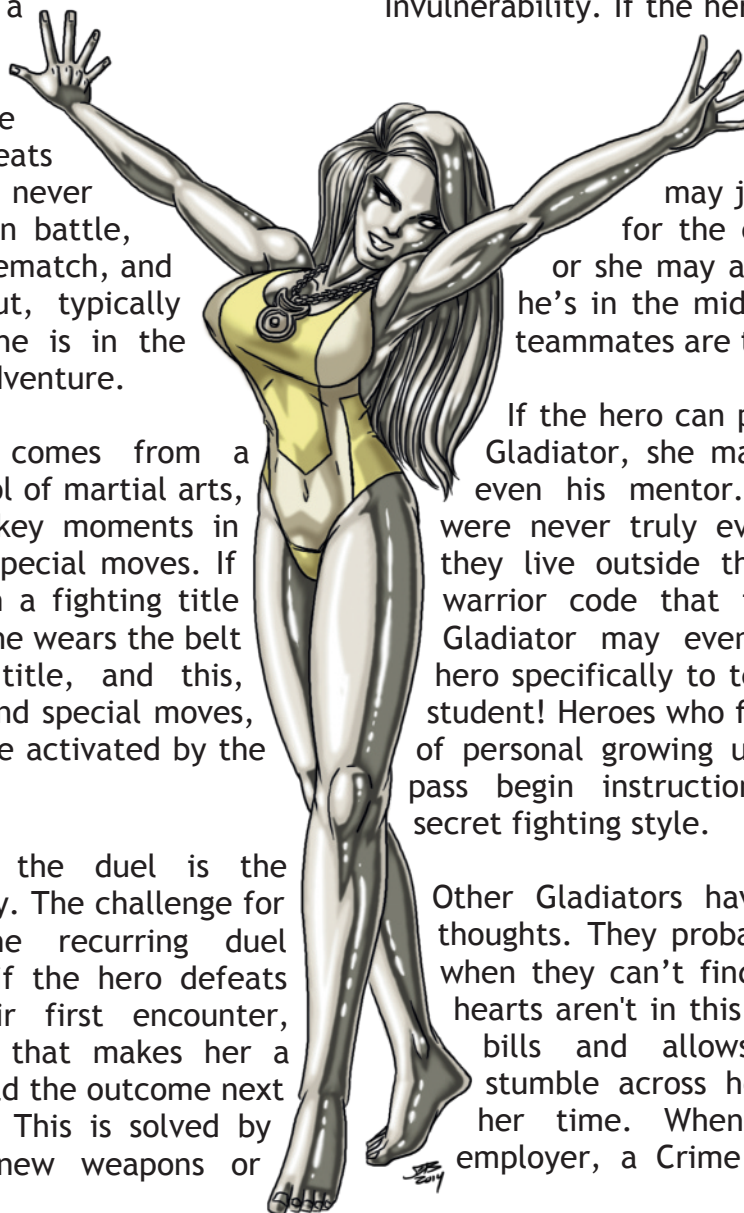 a
e
eats
never
n battle,
ematch, and
ut, typically
ne is in the
dventure.
comes from a
ol of martial arts,
key moments in
pecial moves. If
n a fighting title
he wears the belt
title, and this,
nd special moves,
e activated by the
the duel is the
y. The challenge for
ne recurring duel
f the hero defeats
ir first encounter,
that makes her a
d the outcome next
This is solved by
new weapons or
Invulnerability. If the her
may j
for the
or she may a
he's in the mid
teammates are t
If the hero can p
Gladiator, she ma
even his mentor.
were never truly ev
they live outside th
warrior code that
Gladiator may ever
hero specifically to te
student! Heroes who f
of personal growing u
pass begin instruction
secret fighting style.
Other Gladiators hav
thoughts. They proba
when they can't find
hearts aren't in this
bills and allows
stumble across he
her time. When
employer, a Crime
2014